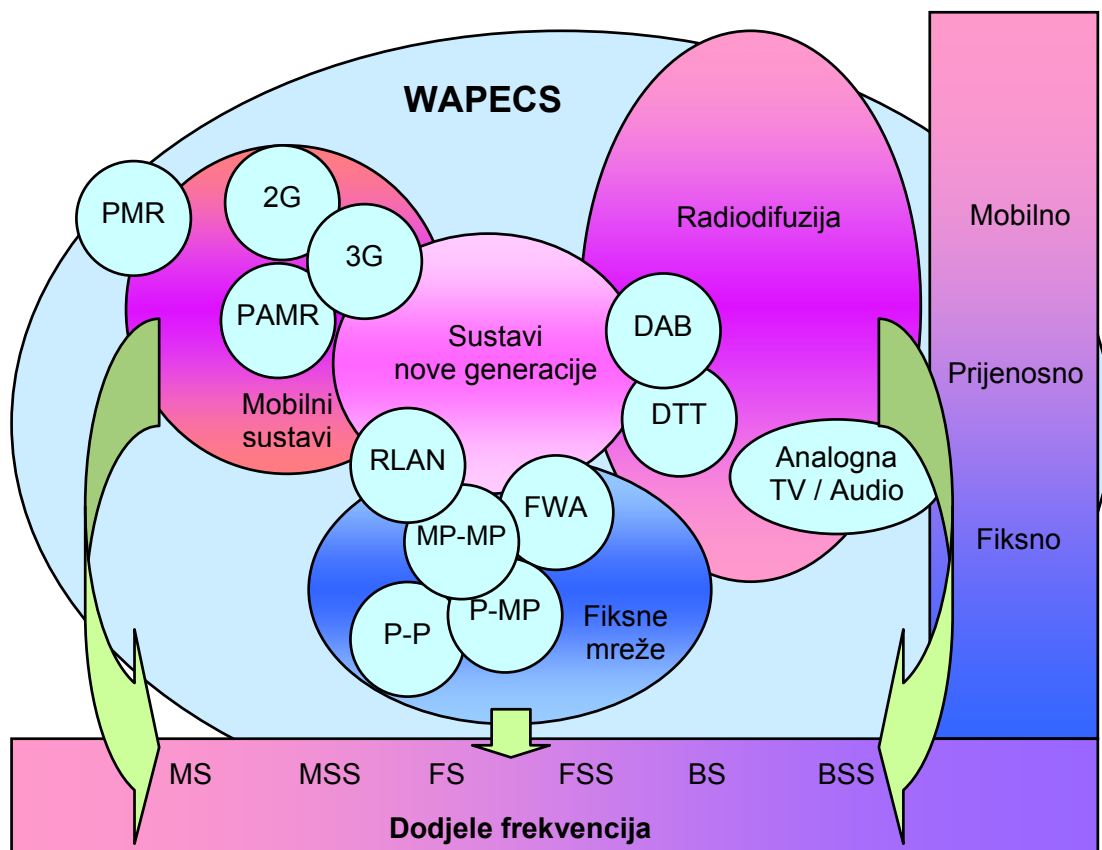 WAPECS
PMR
2G
3G
PAMR
Mobilni
sustavi
Sustavi
nove generacije
Radiodifuzija
DAB
DTT
Analogna
TV / Audio
RLAN
FWA
MP-MP
P-MP
P-P
Fiksne
mreže
Mobilno
Prijenosno
Fiksno
MS MSS FS FSS BS BSS
Dodjele frekvencija